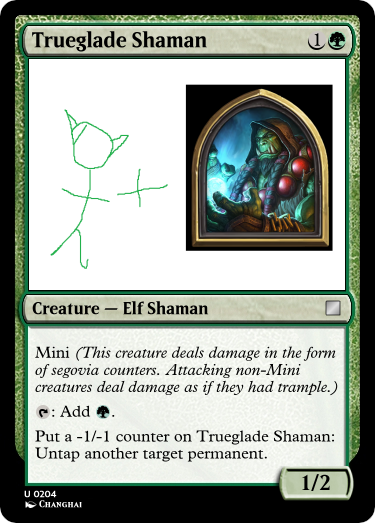 Trueglade Shaman 1
Creature — Elf Shaman
Mini (This creature deals damage in the form
of segovia counters. Attacking non-Mini
creatures deal damage as if they had trample.)
: Add .
Put a -1/-1 counter on Trueglade Shaman:
Untap another target permanent.
1/2
U 0204
Changhai